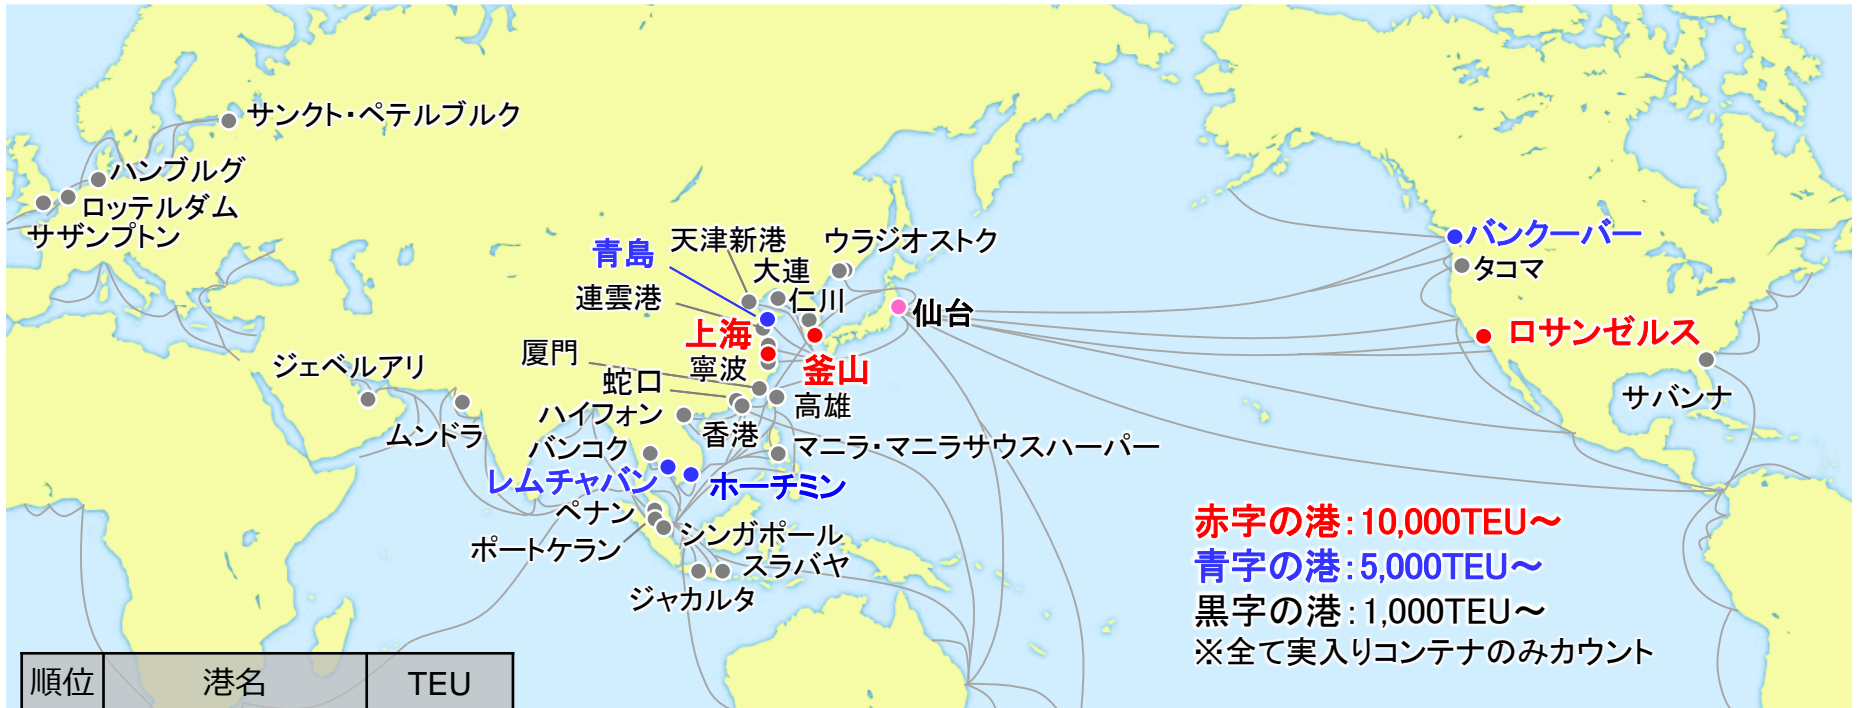 サンクト・ペテルブルク
ハンブルグ
ロッテルダム
サザンプトン
青島
天津新港
ウラジオストク
大連
連雲港
仁川
仙台
上海
釜山
厦門
寧波
蛇口
高雄
ジェベルアリ
ハイフォン
香港
ムンドラ
バンコク
マニラ・マニラサウスハーパー
レムチャバン
ホーチミン
ペナン
シンガポール
ポートケラン
スラバヤ
ジャカルタ
バンクーバー
タコマ
ロサンゼルス
サバンナ
赤字の港:10,000TEU~
青字の港:5,000TEU~
黒字の港:1,000TEU~
※全て実入りコンテナのみカウント
順位 港名 TEU